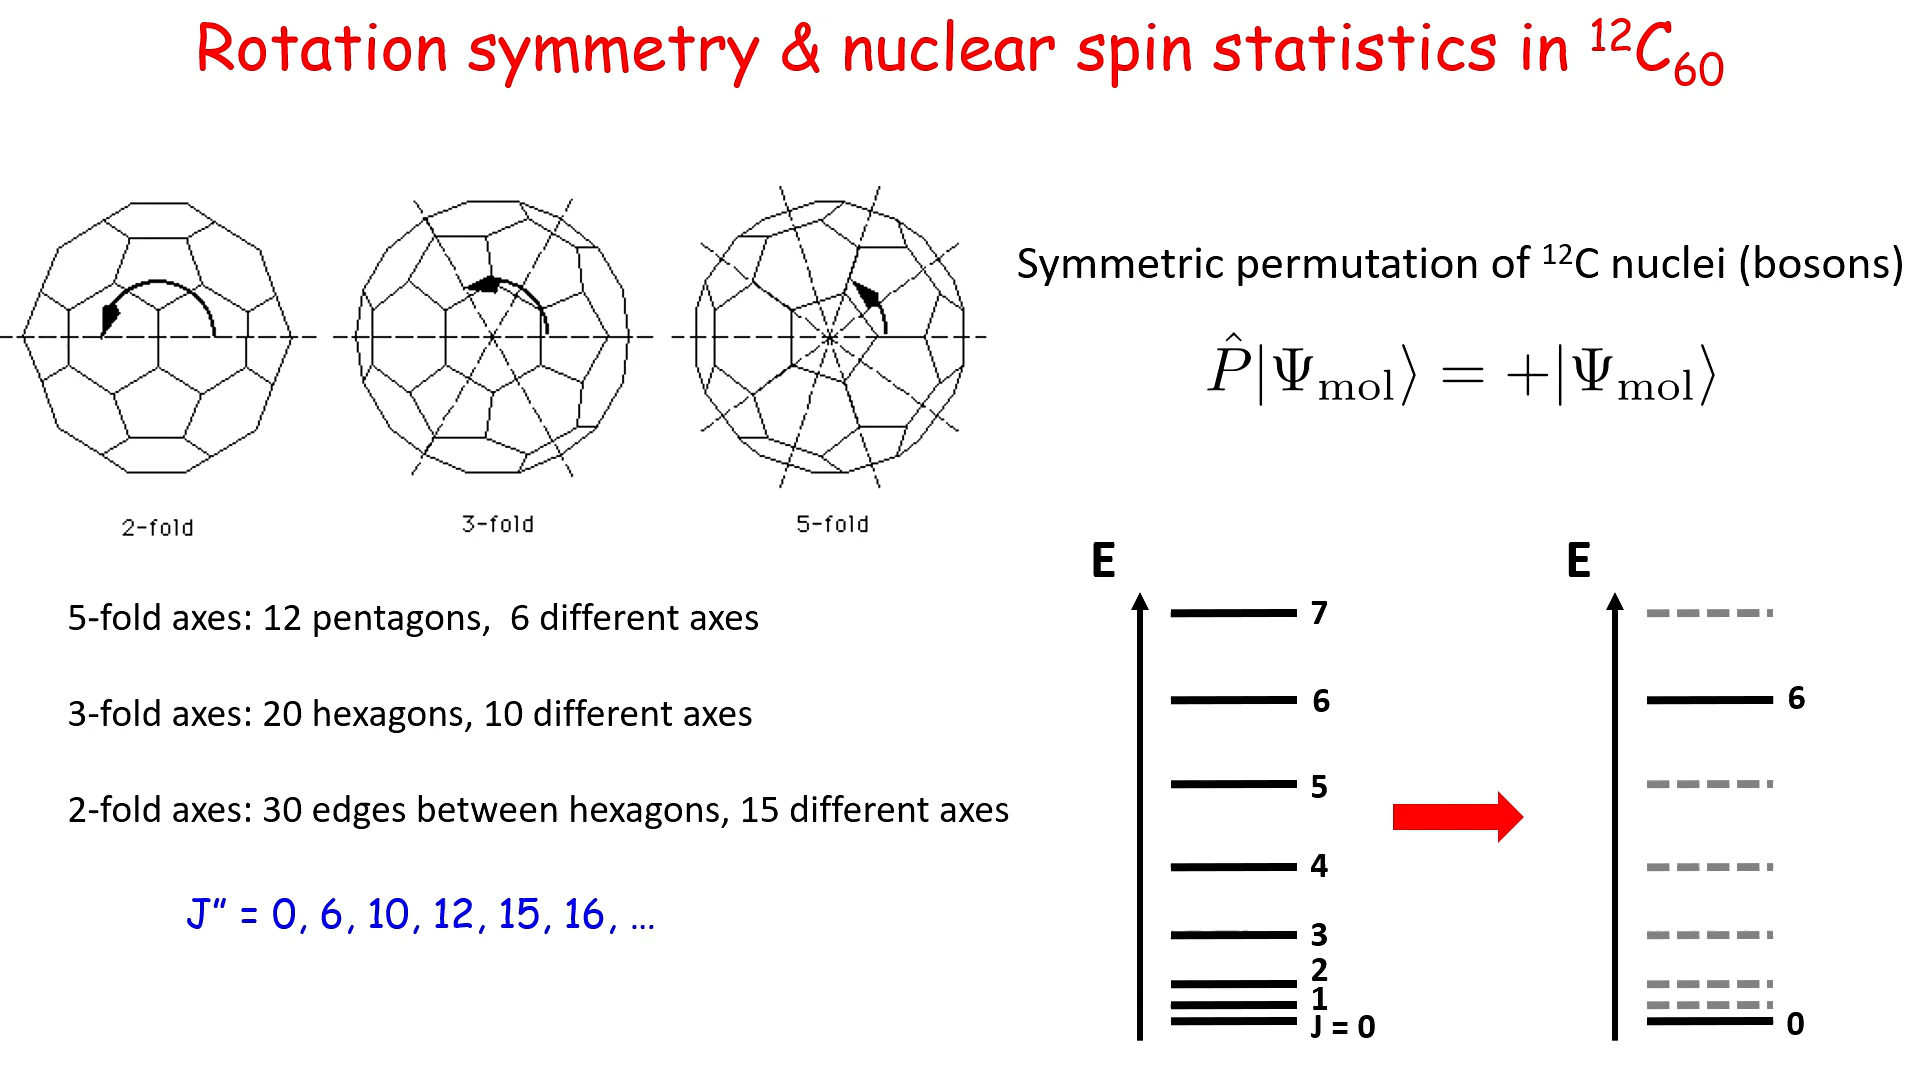 Rotation symmetry & nuclear spin statistics in ¹²C₆₀
2-fold
3-fold
5-fold
Symmetric permutation of ¹²C nuclei (bosons)
P̂|Ψ_mol⟩ = +|Ψ_mol⟩
5-fold axes: 12 pentagons, 6 different axes
3-fold axes: 20 hexagons, 10 different axes
2-fold axes: 30 edges between hexagons, 15 different axes
J” = 0, 6, 10, 12, 15, 16, ...
E
7
6
5
4
3
2
1
J = 0
E
6
0